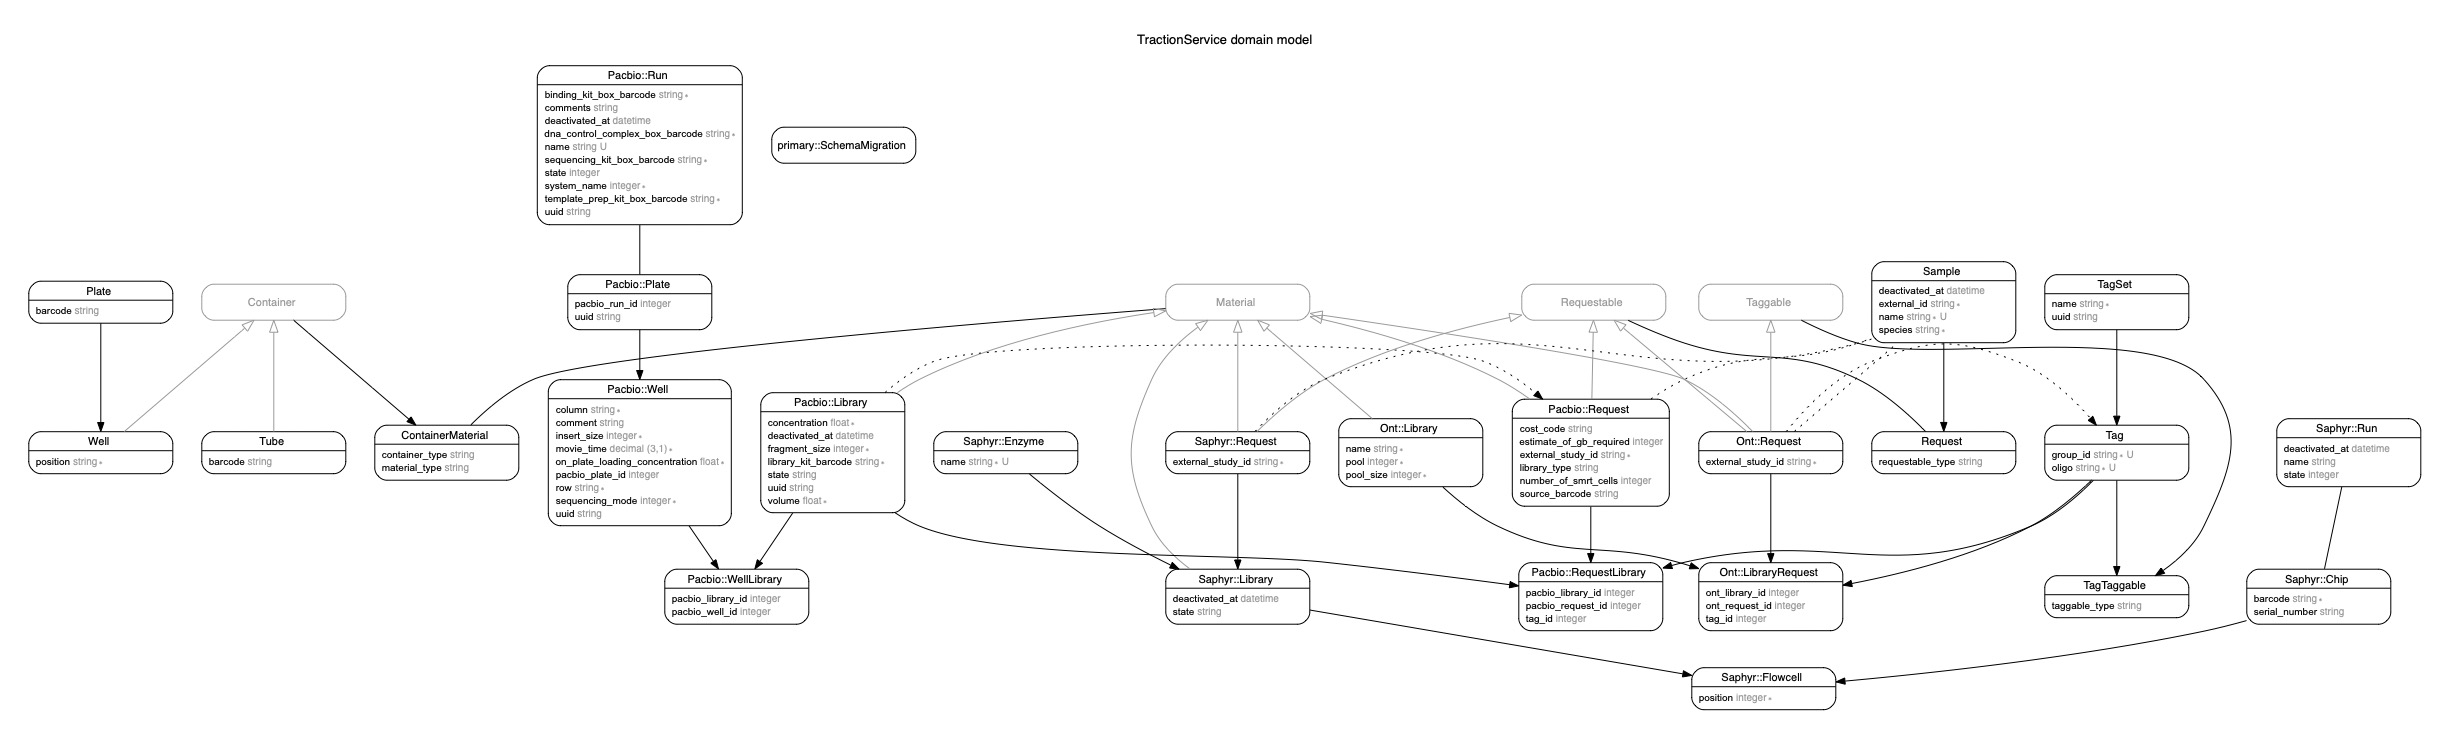 TractionService domain model
Pacbio::Run
binding_kit_box_barcode string *
comments string
deactivated_at datetime
dna_control_complex_box_barcode string *
name string U
sequencing_kit_box_barcode string *
state integer
system_name integer *
template_prep_kit_box_barcode string *
uuid string
primary::SchemaMigration
Plate
barcode string
Container
Pacbio::Plate
pacbio_run_id integer
uuid string
Material
Requestable
Taggable
Sample
deactivated_at datetime
external_id string *
name string * U
species string *
TagSet
name string *
uuid string
Well
position string *
Tube
barcode string
ContainerMaterial
container_type string
material_type string
Pacbio::Well
column string *
comment string
insert_size integer *
movie_time decimal (3,1) *
on_plate_loading_concentration float *
pacbio_plate_id integer
row string *
sequencing_mode integer *
uuid string
Pacbio::Library
concentration float *
deactivated_at datetime
fragment_size integer *
library_kit_barcode string *
state string
uuid string
volume float *
Saphyr::Enzyme
name string * U
Saphyr::Request
external_study_id string *
Ont::Library
name string *
pool integer *
pool_size integer *
Pacbio::Request
cost_code string
estimate_of_gb_required integer
external_study_id string *
library_type string
number_of_smrt_cells integer
source_barcode string
Ont::Request
external_study_id string *
Request
requestable_type string
Tag
group_id string * U
oligo string * U
Saphyr::Run
deactivated_at datetime
name string
state integer
Pacbio::WellLibrary
pacbio_library_id integer
pacbio_well_id integer
Saphyr::Library
deactivated_at datetime
state string
Pacbio::RequestLibrary
pacbio_library_id integer
pacbio_request_id integer
tag_id integer
Ont::LibraryRequest
ont_library_id integer
ont_request_id integer
tag_id integer
TagTaggable
taggable_type string
Saphyr::Chip
barcode string *
serial_number string
Saphyr::Flowcell
position integer *